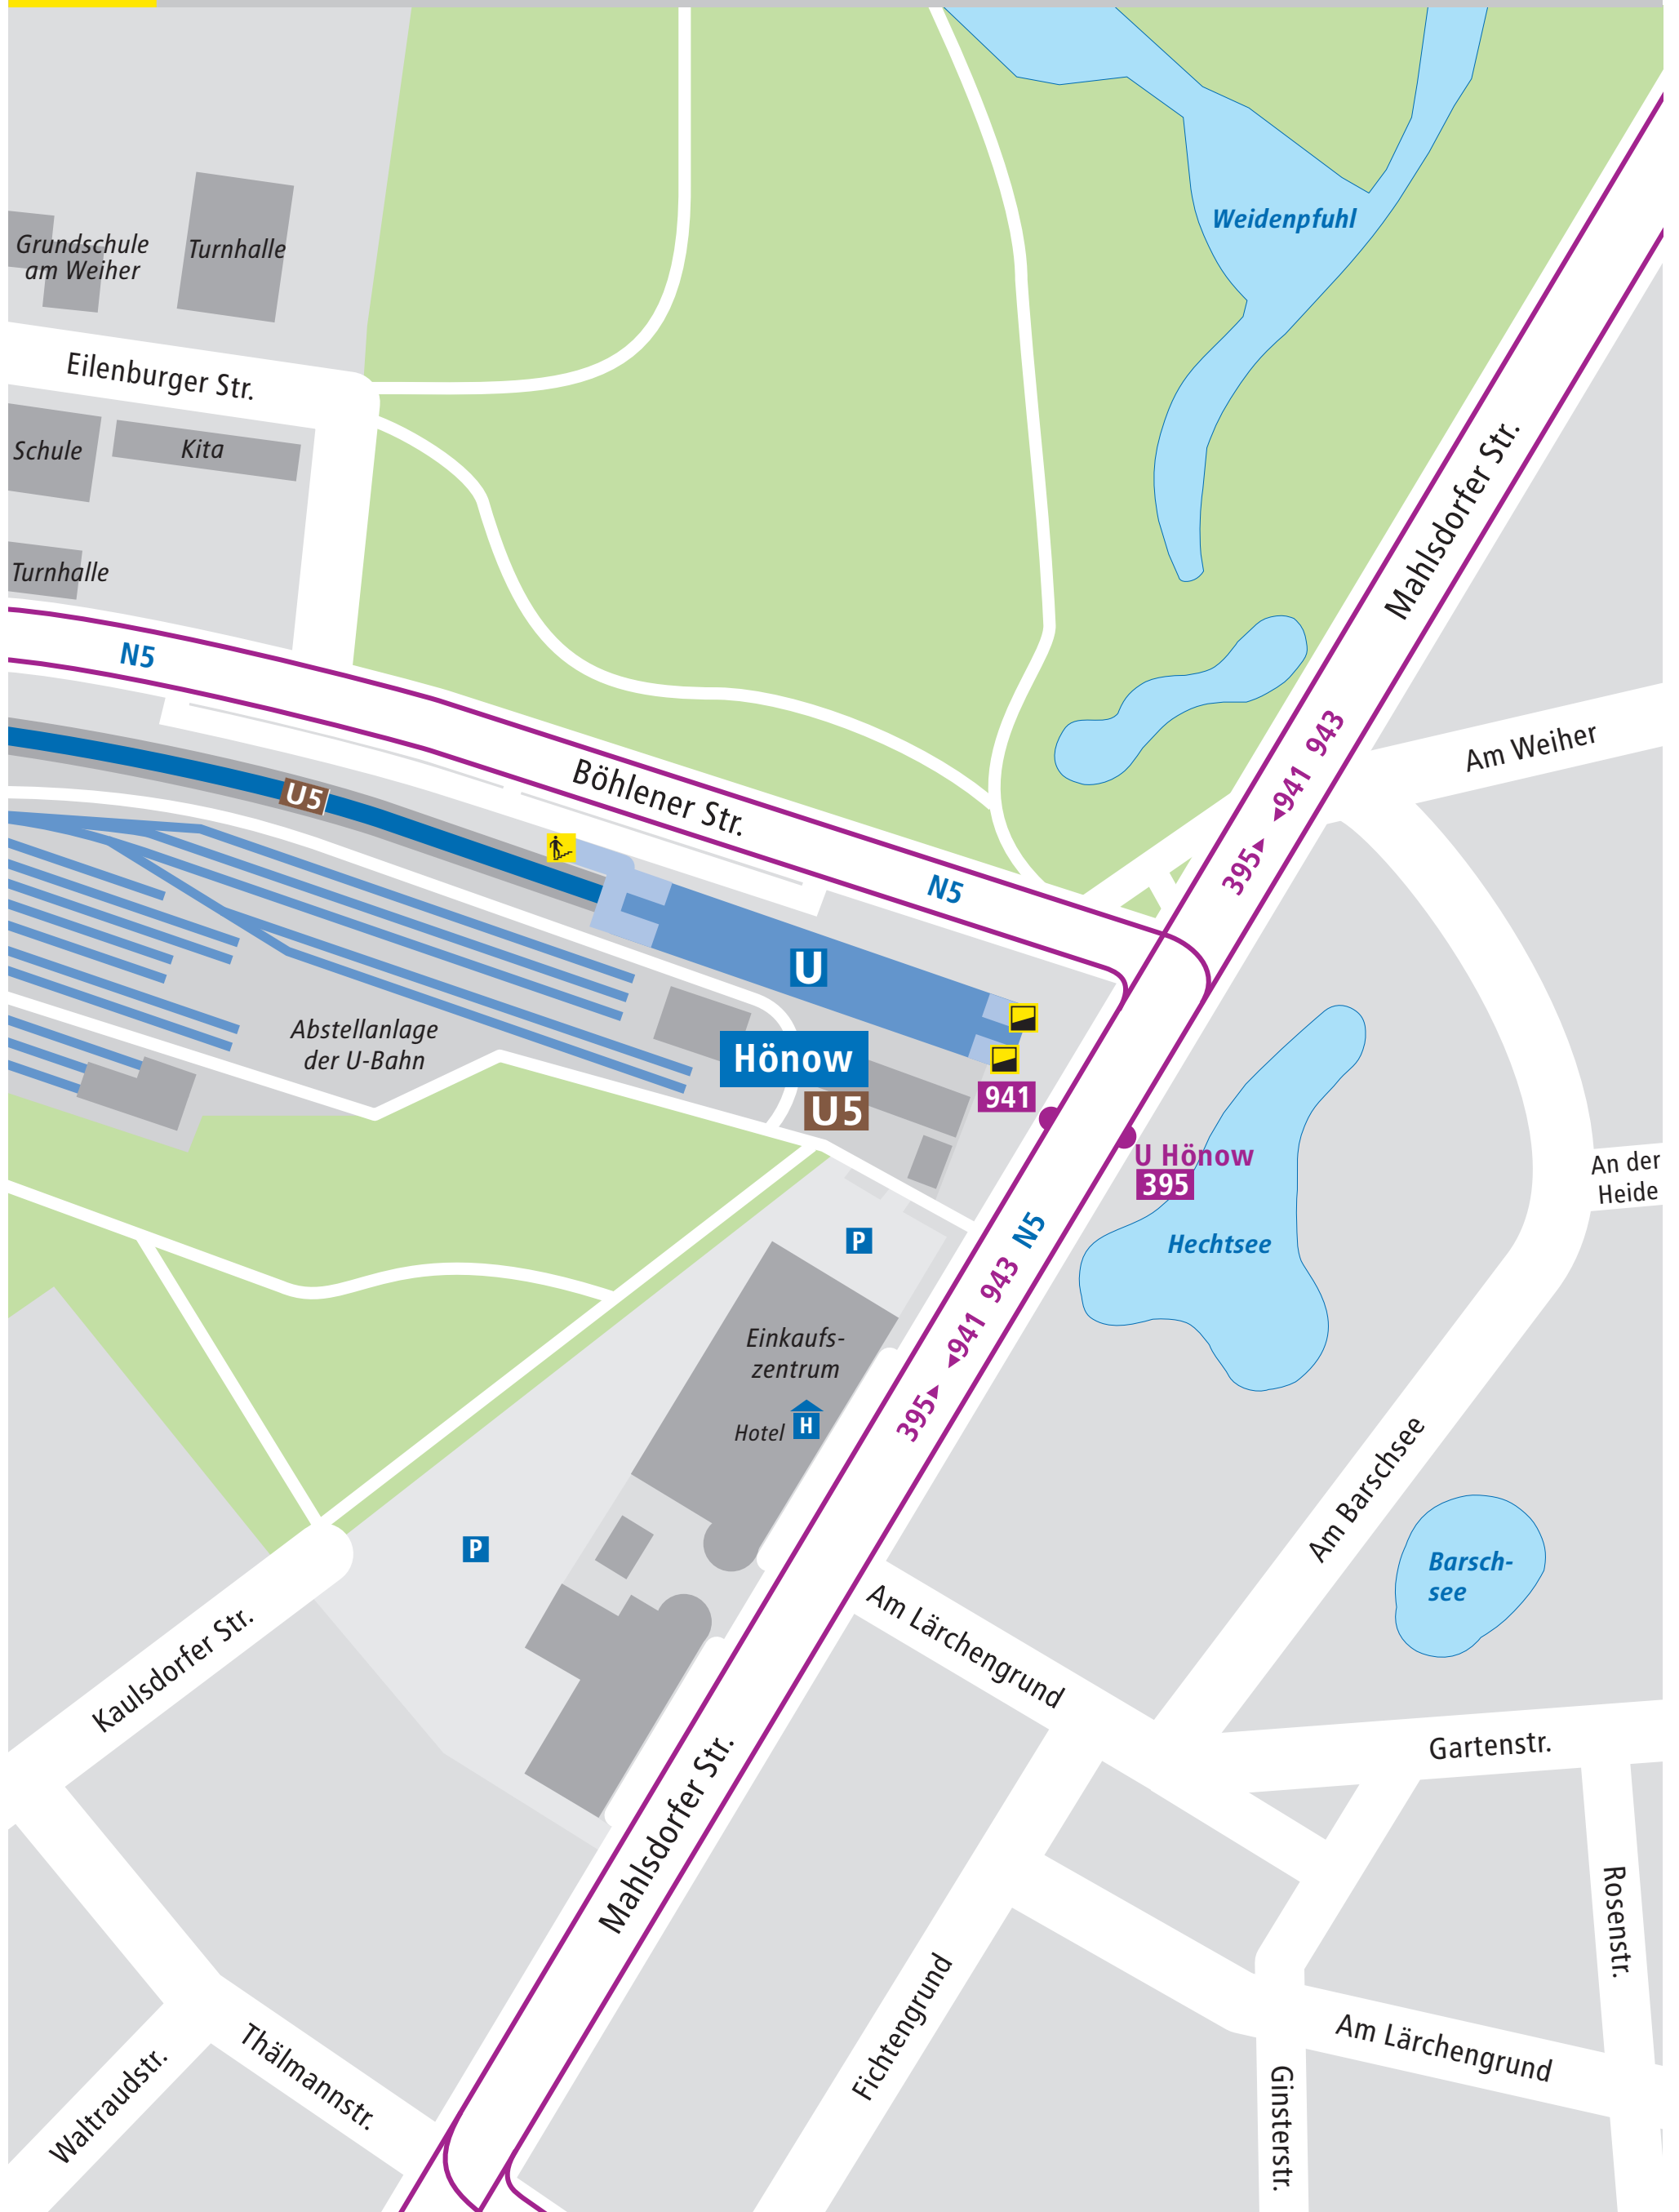 Weidenpfuhl
Grundschule
am Weiher
Turnhalle
Eilenburger Str.
Schule
Kita
Turnhalle
N5
Mahlsdorfer Str.
943
941
395
Am Weiher
U5
Böhlener Str.
N5
U
Abstellanlage
der U-Bahn
Hönow
U5
941
U Hönow
395
An der
Heide
P
N5
943
941
395
Hechtsee
Einkaufs-
zentrum
Hotel H
P
Am Barschsee
Barsch-
see
Am Lärchengrund
Kaulsdorfer Str.
Gartenstr.
Mahlsdorfer Str.
Rosenstr.
Fichtengrund
Am Lärchengrund
Thälmannstr.
Waltraudstr.
Ginsterstr.